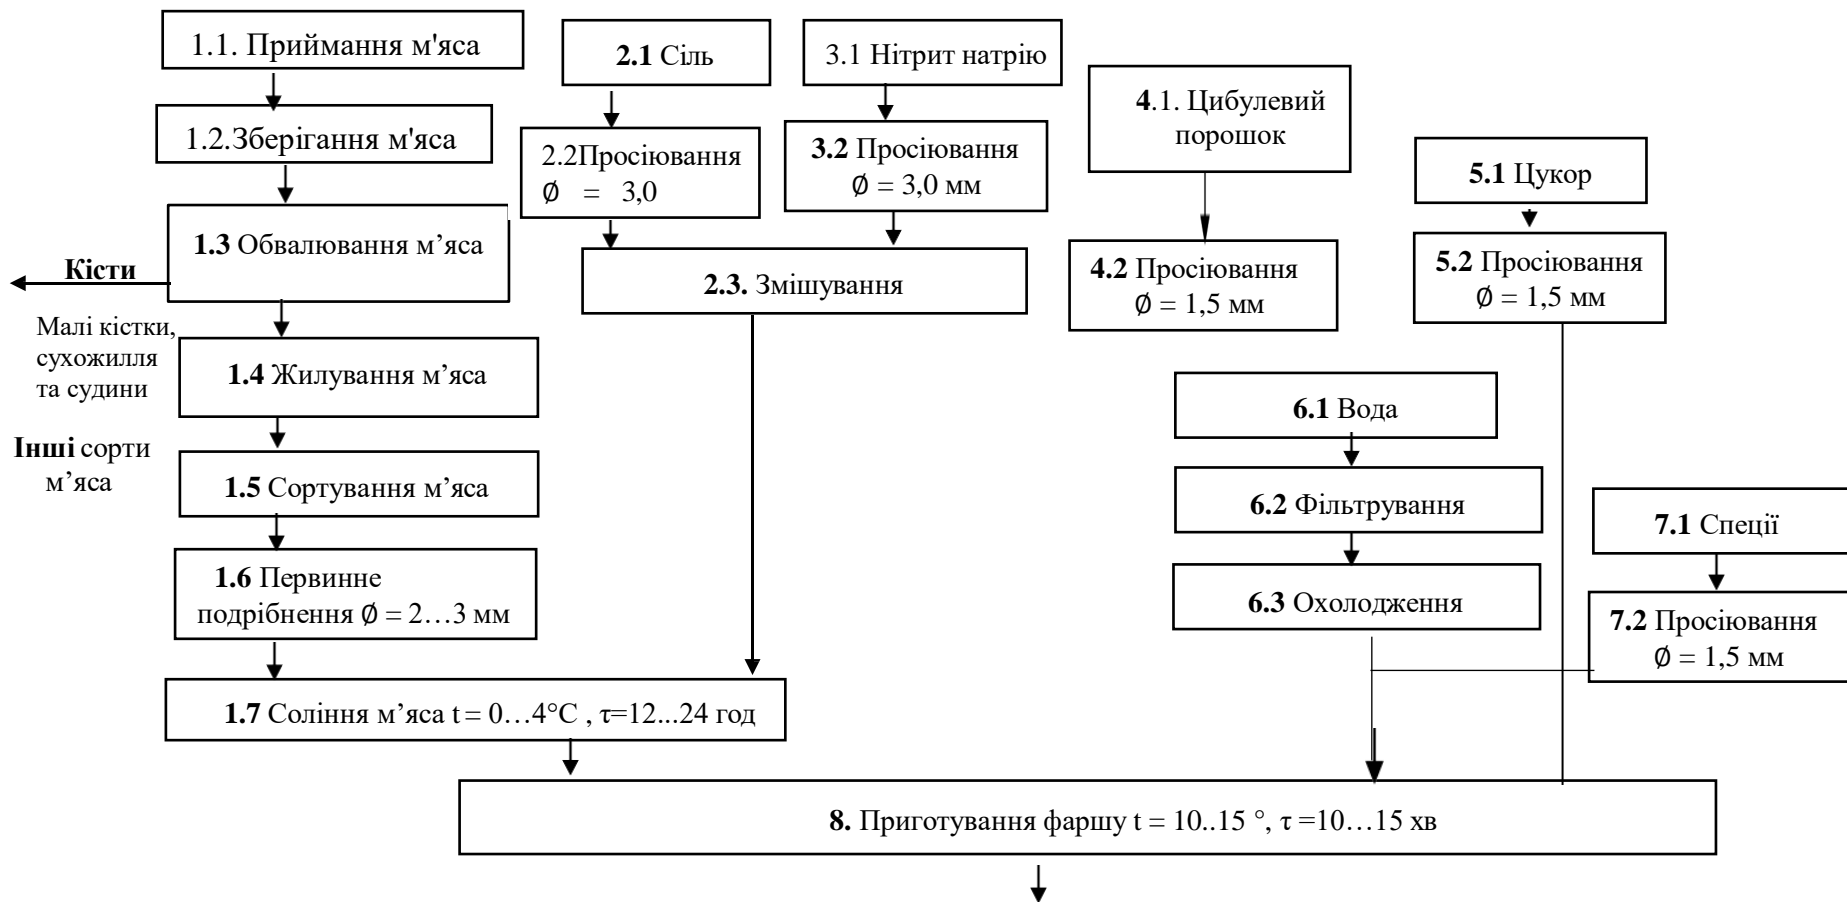 1.1. Приймання м'яса
2.1 Сіль
3.1 Нітрит натрію
4.1. Цибулевий
порошок
1.2.Зберігання м'яса
2.2Просіювання
∅ = 3,0
3.2 Просіювання
∅ = 3,0 мм
5.1 Цукор
1.3 Обвалювання м’яса
Кісти
2.3. Змішування
4.2 Просіювання
∅ = 1,5 мм
5.2 Просіювання
∅ = 1,5 мм
Малі кістки,
сухожилля
та судини
1.4 Жилування м’яса
6.1 Вода
Інші сорти
м’яса
1.5 Сортування м’яса
6.2 Фільтрування
7.1 Спеції
1.6 Первинне
подрібнення ∅ = 2…3 мм
6.3 Охолодження
7.2 Просіювання
∅ = 1,5 мм
1.7 Соління м’яса t = 0…4°С , τ=12...24 год
8. Приготування фаршу t = 10..15 °, τ =10…15 хв